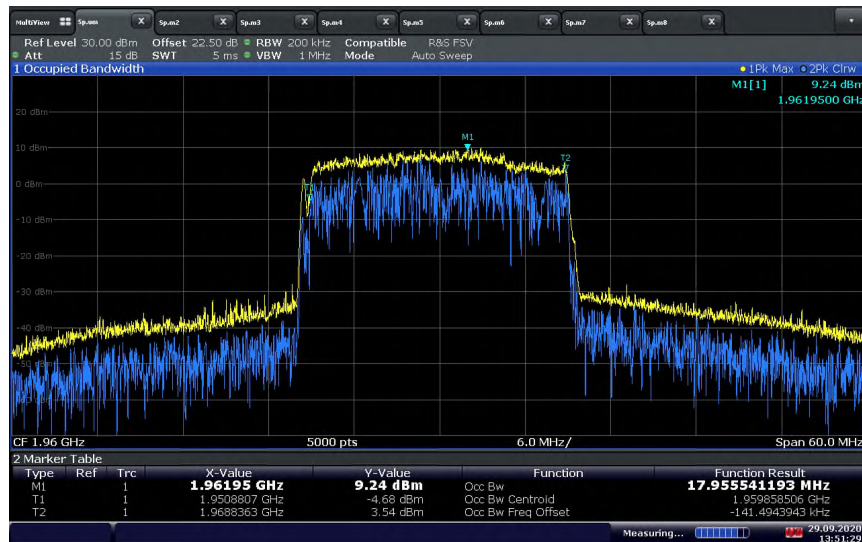 MultiView Sp.um X Sp.m2 X Sp.m3 X Sp.m4 X Sp.m5 X Sp.m6 X Sp.m7 X Sp.m8 X
Ref Level 30.00 dBm Offset 22.50 dB RBW 200 kHz Compatible R&S FSV
Att 15 dB SWT 5 ms VBW 1 MHz Mode Auto Sweep
1 Occupied Bandwidth 1Pk Max 2Pk Clrw
M1[1] 9.24 dBm
1.9619500 GHz
20 dBm
M1
10 dBm
T2
0 dBm
-10 dBm
-20 dBm
-30 dBm
-40 dBm
CF 1.96 GHz 5000 pts 6.0 MHz/ Span 60.0 MHz
2 Marker Table
Type Ref Trc X-Value Y-Value Function Function Result
M1 1 1.96195 GHz 9.24 dBm Occ Bw 17.955541193 MHz
T1 1 1.9508807 GHz -4.68 dBm Occ Bw Centroid 1.959858506 GHz
T2 1 1.9688363 GHz 3.54 dBm Occ Bw Freq Offset -141.4943943 kHz
Measuring... 29.09.2020
13:51:29